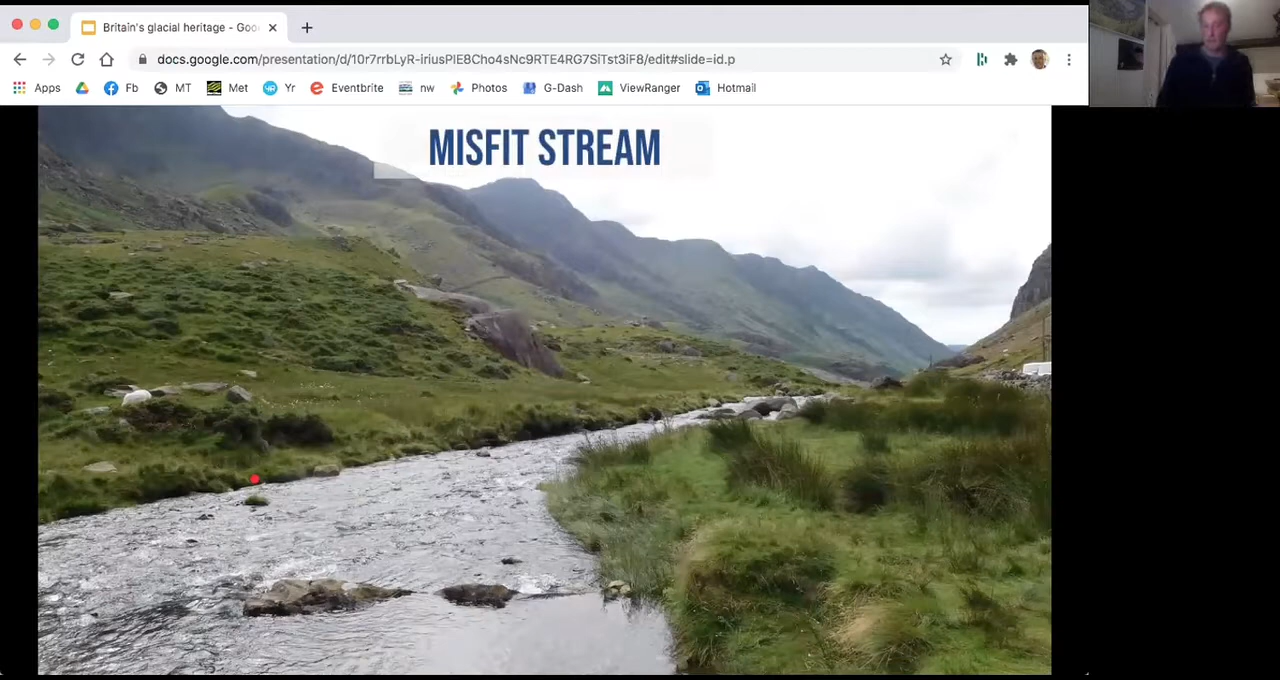 Britain's glacial heritage - Goo
docs.google.com/presentation/d/10r7rrbLyR-iriusPlE8Cho4sNc9RTE4RG7SiTst3iF8/edit#slide=id.p
Apps Fb MT Met Yr Eventbrite nw Photos G-Dash ViewRanger Hotmail
MISFIT STREAM